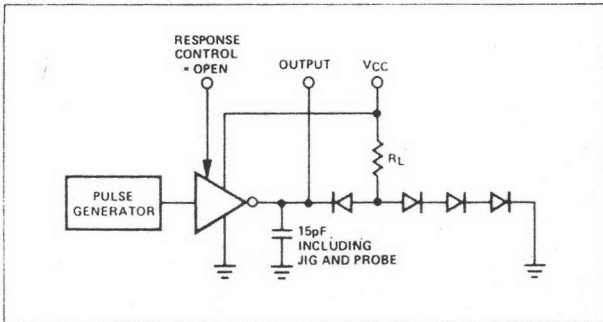 RESPONSE
CONTROL
= OPEN
OUTPUT
VCC
RL
PULSE
GENERATOR
15pF
INCLUDING
JIG AND PROBE